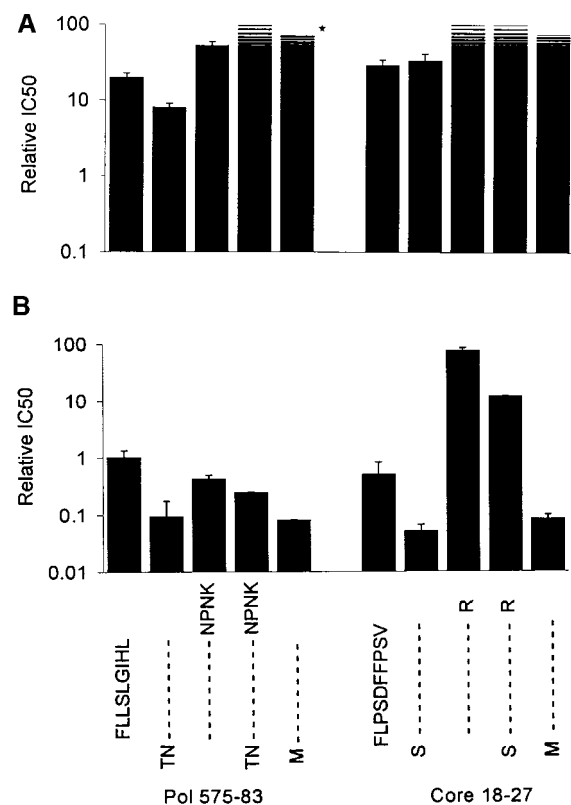 A
Relative IC50
100
10
1
0.1
*
B
Relative IC50
100
10
1
0.1
0.01
FLLSLGIHL
TN--------
--------NPNK
TN--------NPNK
M--------
FLPSDFFPSV
S--------
--------R
S--------R
M--------
Pol 575-83
Core 18-27